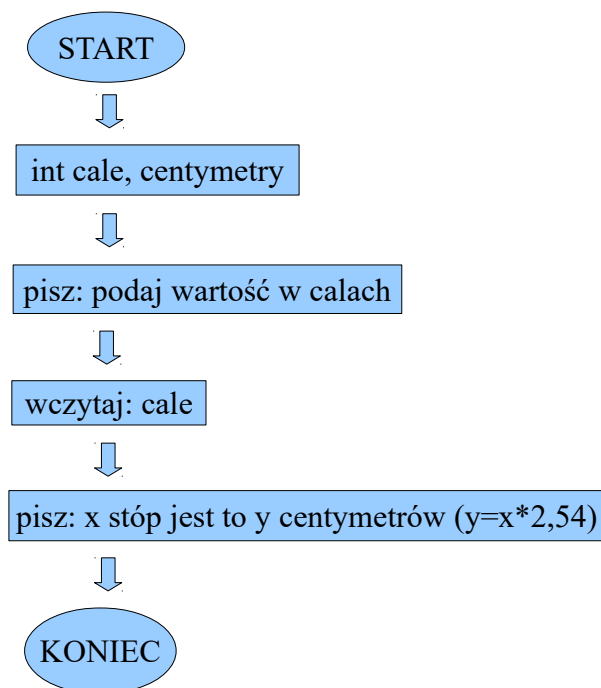 START
int cale, centymetry
pisz: podaj wartość w calach
wczytaj: cale
pisz: x stóp jest to y centymetrów (y=x*2,54)
KONIEC